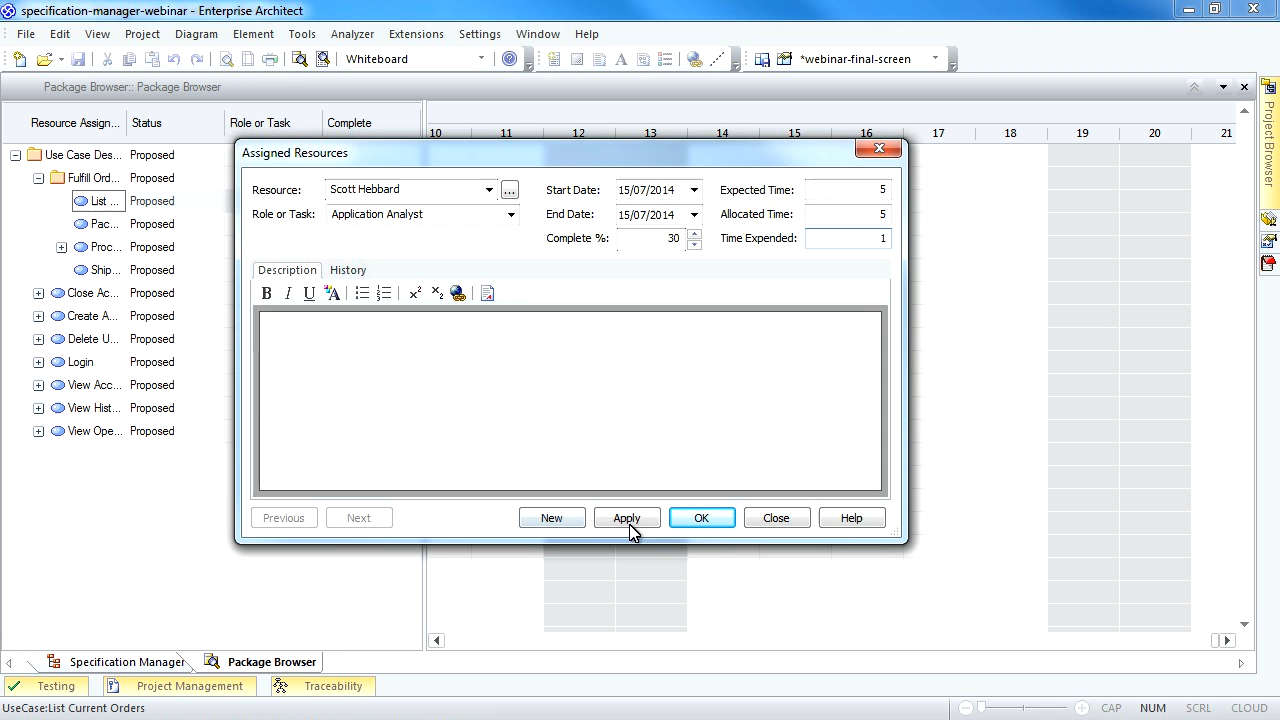 specification-manager-webinar - Enterprise Architect
File Edit View Project Diagram Element Tools Analyzer Extensions Settings Window Help
Whiteboard *webinar-final-screen
Package Browser:: Package Browser
Resource Assign... Status Role or Task Complete
10 11 12 13 14 15 16 17 18 19 20 21
Use Case Des... Proposed
Fulfill Ord... Proposed
List ... Proposed
Pac... Proposed
Proc... Proposed
Ship... Proposed
Close Ac... Proposed
Create A... Proposed
Delete U... Proposed
Login Proposed
View Acc... Proposed
View Hist... Proposed
View Ope... Proposed
Assigned Resources
Resource: Scott Hebbard Start Date: 15/07/2014 Expected Time: 5
Role or Task: Application Analyst End Date: 15/07/2014 Allocated Time: 5
Complete %: 30 Time Expended: 1
Description History
B I U A x² x₂
Previous Next New Apply OK Close Help
Project Browser
Specification Manager Package Browser
Testing Project Management Traceability
UseCase:List Current Orders CAP NUM SCRL CLOUD